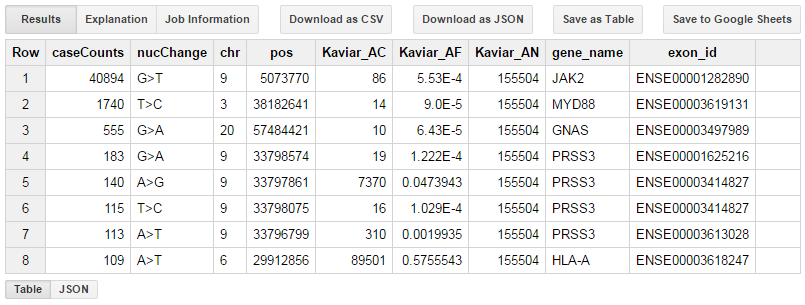 Results Explanation Job Information Download as CSV Download as JSON Save as Table Save to Google Sheets
Row caseCounts nucChange chr pos Kaviar_AC Kaviar_AF Kaviar_AN gene_name exon_id
1 40894 G>T 9 5073770 86 5.53E-4 155504 JAK2 ENSE00001282890
2 1740 T>C 3 38182641 14 9.0E-5 155504 MYD88 ENSE00003619131
3 555 G>A 20 57484421 10 6.43E-5 155504 GNAS ENSE00003497989
4 183 G>A 9 33798574 19 1.222E-4 155504 PRSS3 ENSE00001625216
5 140 A>G 9 33797861 7370 0.0473943 155504 PRSS3 ENSE00003414827
6 115 T>C 9 33798075 16 1.029E-4 155504 PRSS3 ENSE00003414827
7 113 A>T 9 33796799 310 0.0019935 155504 PRSS3 ENSE00003613028
8 109 A>T 6 29912856 89501 0.5755543 155504 HLA-A ENSE00003618247
Table JSON